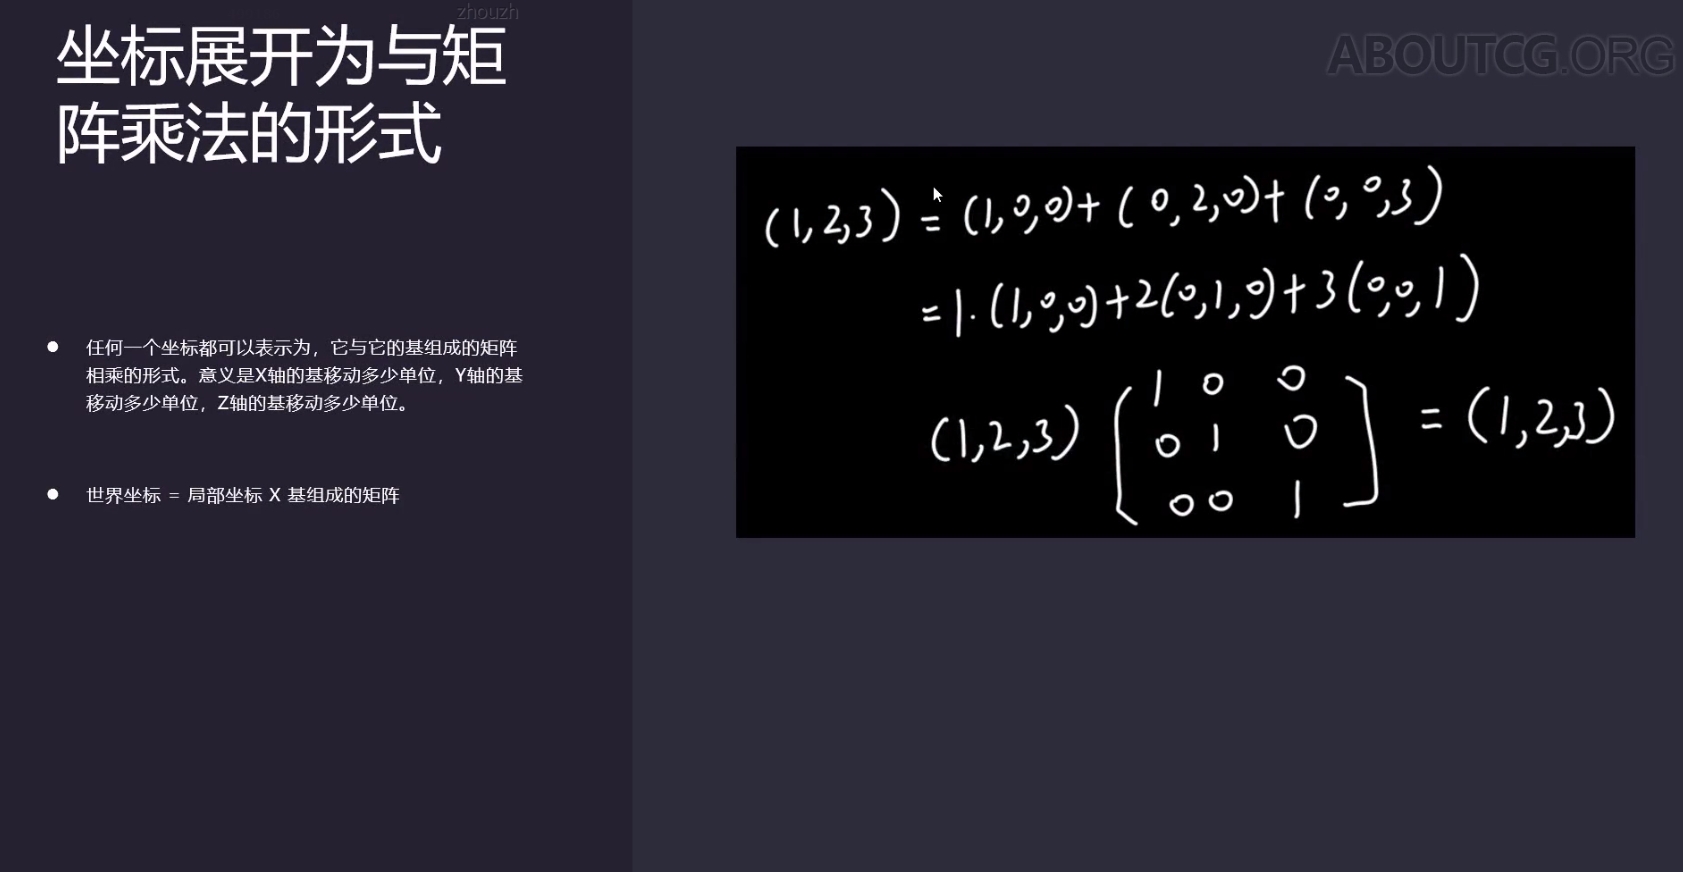 zhouzh
坐标展开为与矩
阵乘法的形式
ABOUTCG.ORG
任何一个坐标都可以表示为，它与它的基组成的矩阵
相乘的形式。意义是X轴的基移动多少单位，Y轴的基
移动多少单位，Z轴的基移动多少单位。
世界坐标 = 局部坐标 X 基组成的矩阵
(1,2,3) = (1,0,0)+(0,2,0)+(0,0,3)
=1·(1,0,0)+2(0,1,0)+3(0,0,1)
1 0 0
(1,2,3) [0 1 0] = (1,2,3)
0 0 1